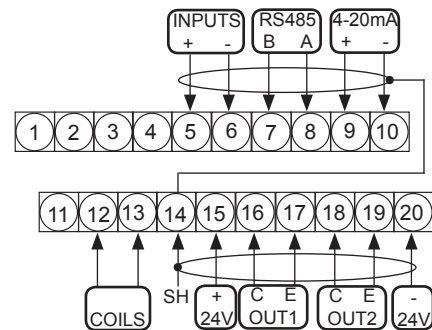 INPUTS RS485 4-20mA
+ - B A + -
1 2 3 4 5 6 7 8 9 10
11 12 13 14 15 16 17 18 19 20
COILS SH + 24V C E OUT1 C E OUT2 - 24V